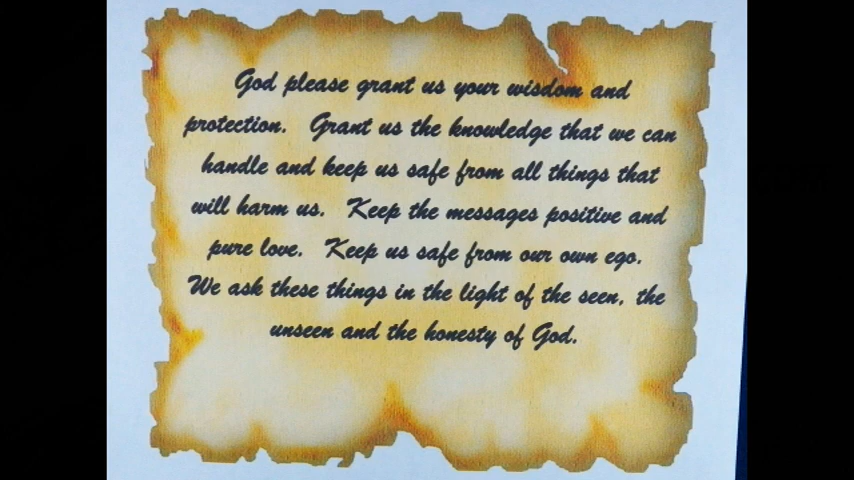 God please grant us your wisdom and
protection. Grant us the knowledge that we can
handle and keep us safe from all things that
will harm us. Keep the messages positive and
pure love. Keep us safe from our own ego.
We ask these things in the light of the seen, the
unseen and the honesty of God.